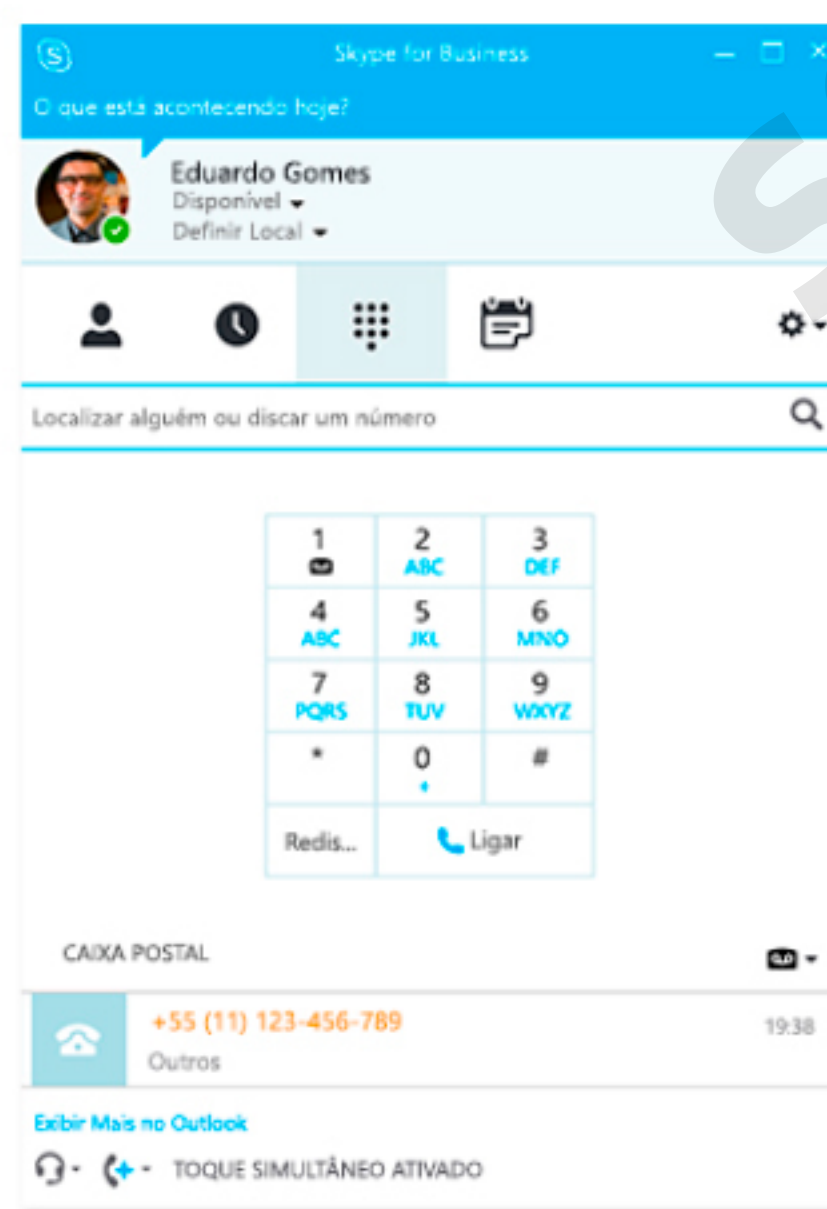 Skype for Business
O que está acontecendo hoje?
Eduardo Gomes
Disponível
Definir Local
Localizar alguém ou discar um número
1 2 3
ABC DEF
4 5 6
ABC JKL MNO
7 8 9
PQRS TUV WXYZ
* 0 #
Redis... Ligar
CAIXA POSTAL
+55 (11) 123-456-789 19:38
Outros
Exibir Mais no Outlook
TOQUE SIMULTÂNEO ATIVADO